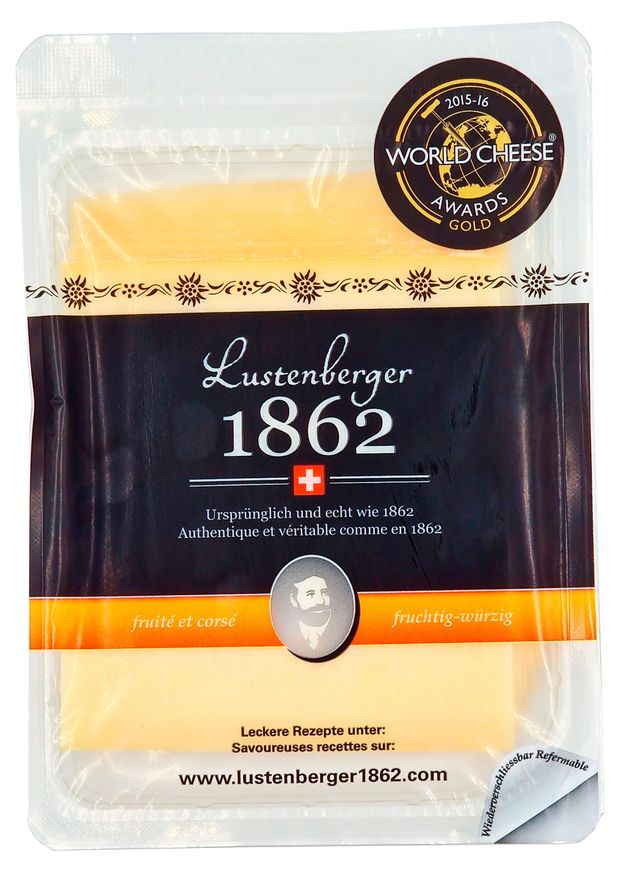 2015-16
WORLD CHEESE®
AWARDS
GOLD
Lustenberger
1862
Ursprünglich und echt wie 1862
Authentique et véritable comme en 1862
fruité et corsé
fruchtig-würzig
Leckere Rezepte unter:
Savoureuses recettes sur:
www.lustenberger1862.com
Wiederverschliessbar Refermable